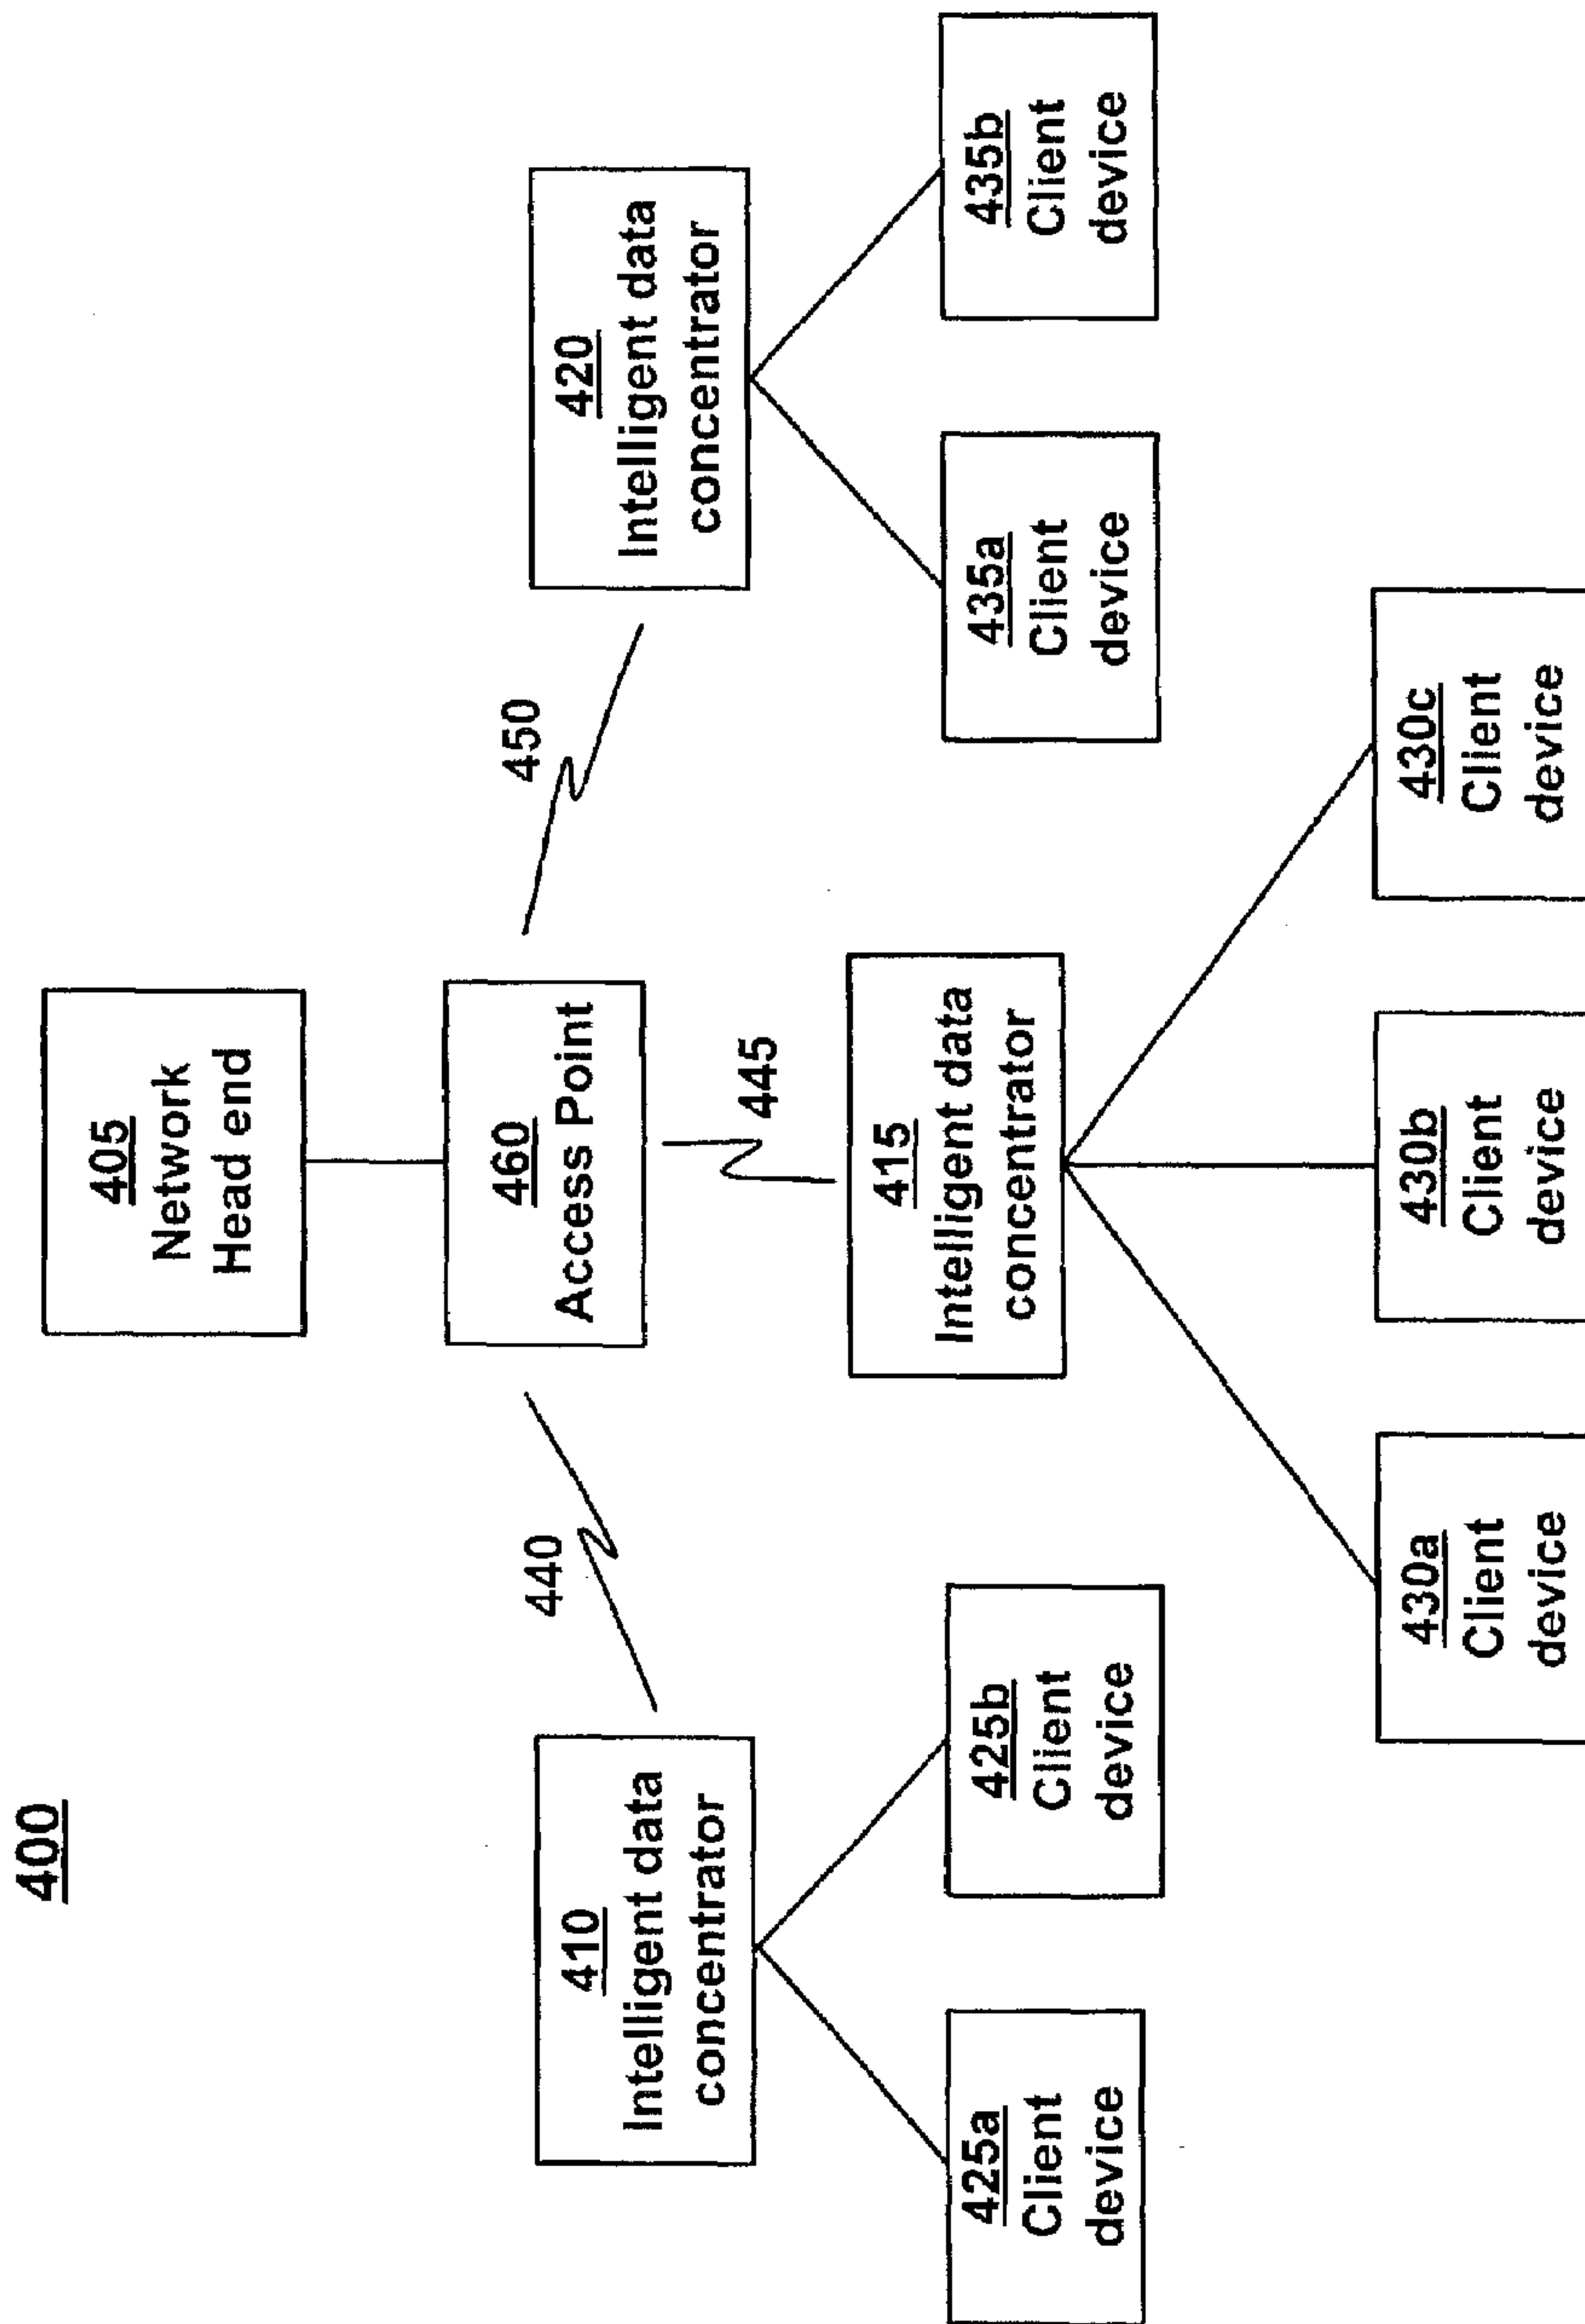 400
405
Network
Head end
460
Access Point
440
445
450
410
Intelligent data
concentrator
415
Intelligent data
concentrator
420
Intelligent data
concentrator
425a
Client
device
425b
Client
device
435a
Client
device
435b
Client
device
430a
Client
device
430b
Client
device
430c
Client
device